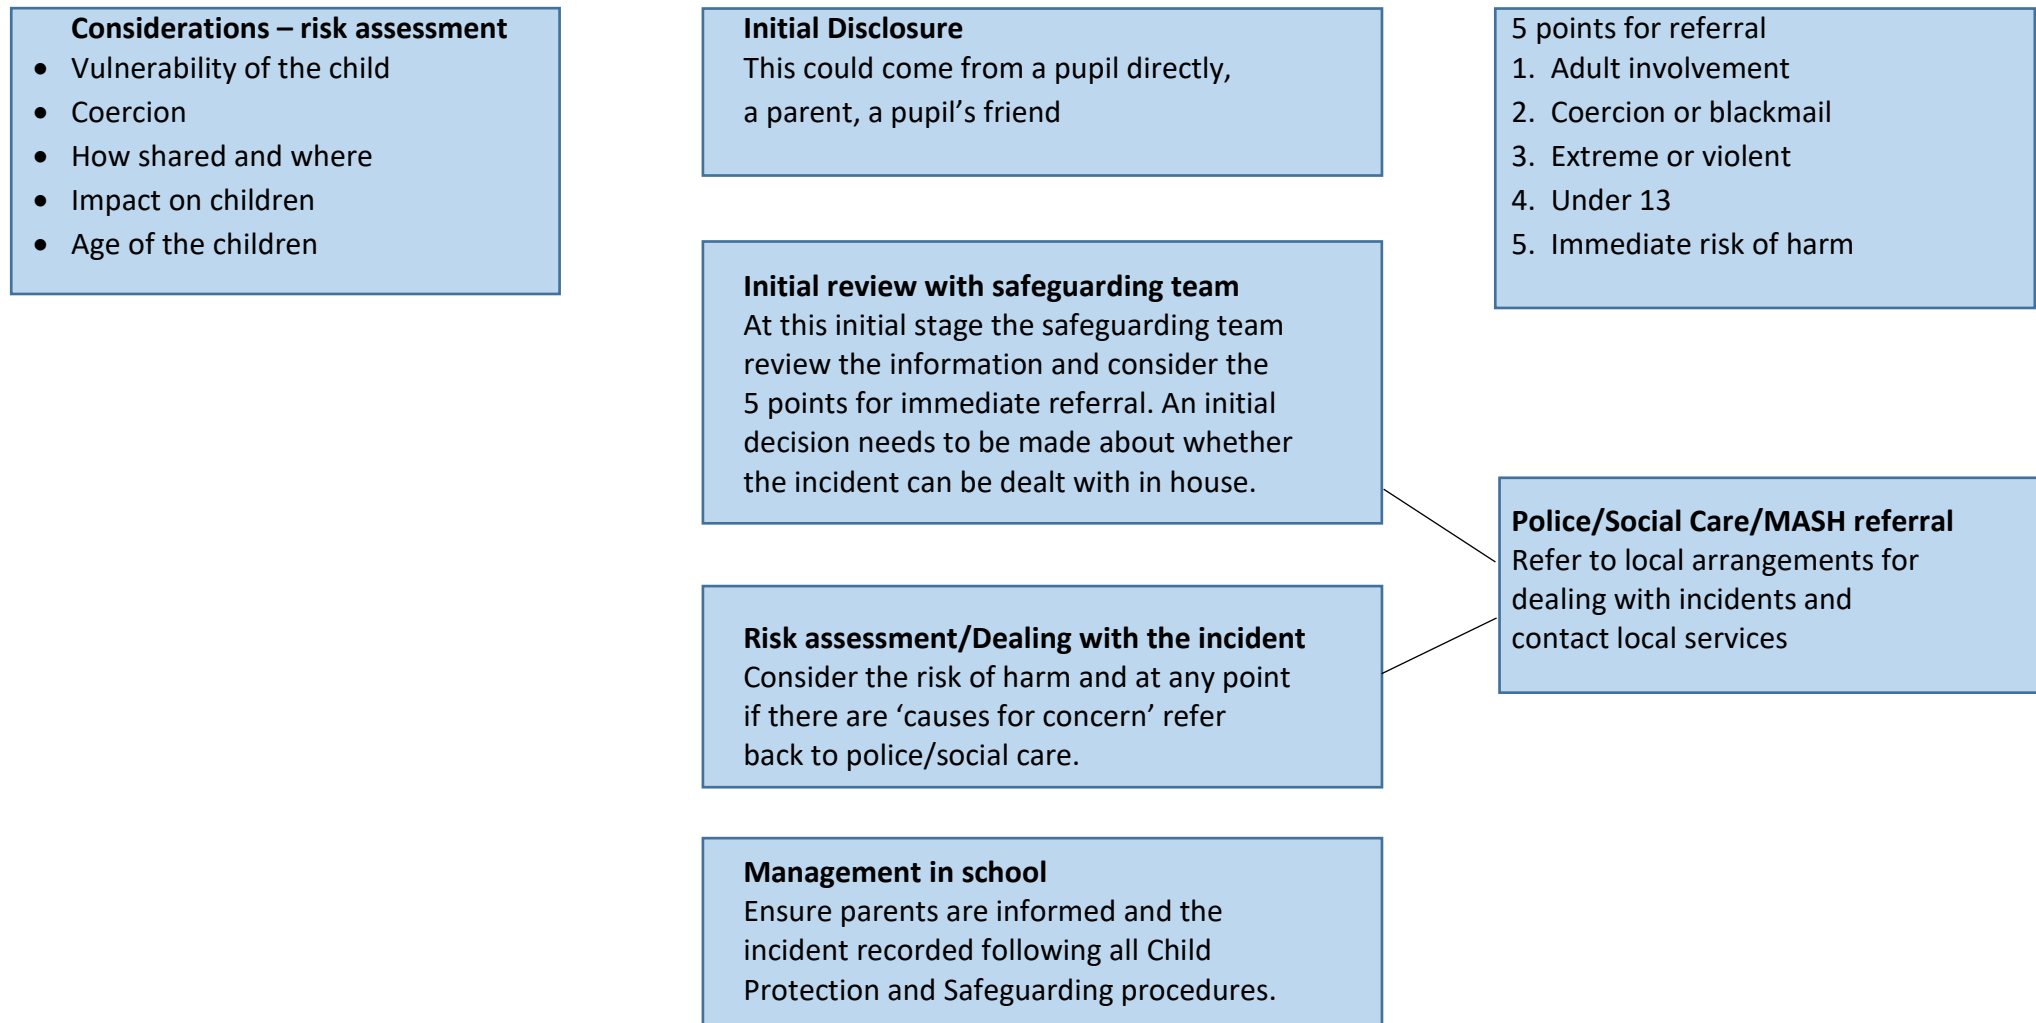 Considerations – risk assessment
• Vulnerability of the child
• Coercion
• How shared and where
• Impact on children
• Age of the children
Initial Disclosure
This could come from a pupil directly,
a parent, a pupil’s friend
5 points for referral
1. Adult involvement
2. Coercion or blackmail
3. Extreme or violent
4. Under 13
5. Immediate risk of harm
Initial review with safeguarding team
At this initial stage the safeguarding team
review the information and consider the
5 points for immediate referral. An initial
decision needs to be made about whether
the incident can be dealt with in house.
Police/Social Care/MASH referral
Refer to local arrangements for
dealing with incidents and
contact local services
Risk assessment/Dealing with the incident
Consider the risk of harm and at any point
if there are ‘causes for concern’ refer
back to police/social care.
Management in school
Ensure parents are informed and the
incident recorded following all Child
Protection and Safeguarding procedures.